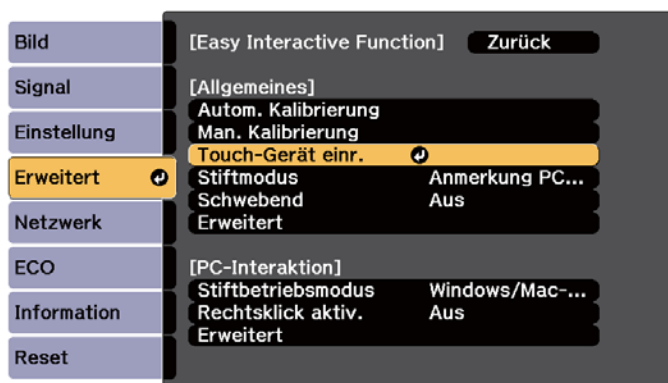 Bild
Signal
Einstellung
Erweitert
Netzwerk
ECO
Information
Reset
[Easy Interactive Function] Zurück
[Allgemeines]
Autom. Kalibrierung
Man. Kalibrierung
Touch-Gerät einr.
Stiftmodus Anmerkung PC...
Schwebend Aus
Erweitert
[PC-Interaktion]
Stiftbetriebsmodus Windows/Mac-...
Rechtsklick aktiv. Aus
Erweitert